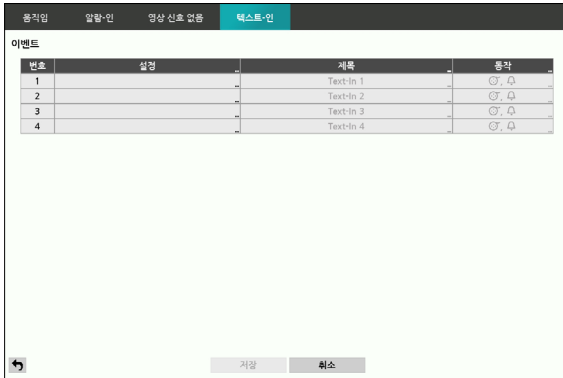 움직임 알람-인 영상 신호 없음 텍스트-인
이벤트
번호 설정 ... 제목 ... 동작 ...
1 ... Text-In 1 ... , ...
2 ... Text-In 2 ... , ...
3 ... Text-In 3 ... , ...
4 ... Text-In 4 ... , ...
저장 취소